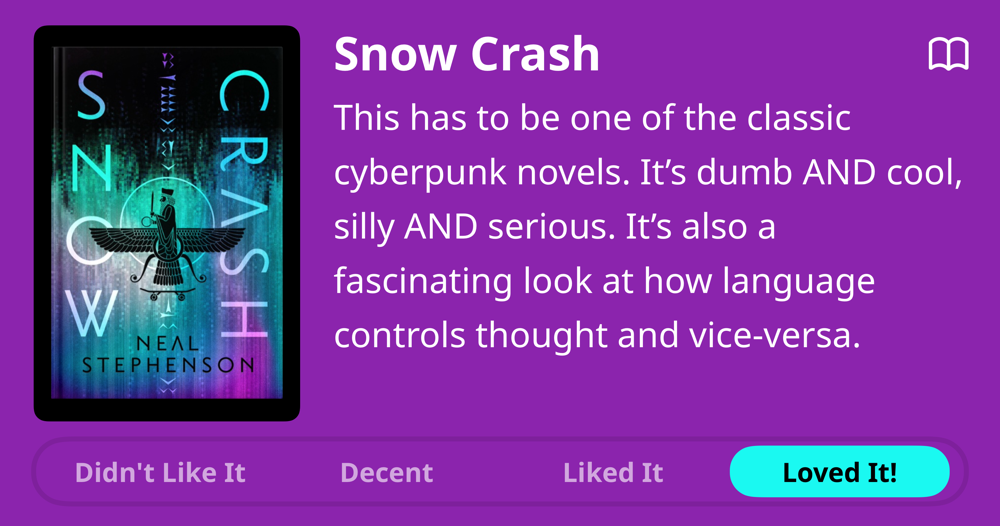 SNOW
CRASH
NEAL
STEPHENSON
Snow Crash
This has to be one of the classic
cyberpunk novels. It’s dumb AND cool,
silly AND serious. It’s also a
fascinating look at how language
controls thought and vice-versa.
Didn't Like It
Decent
Liked It
Loved It!